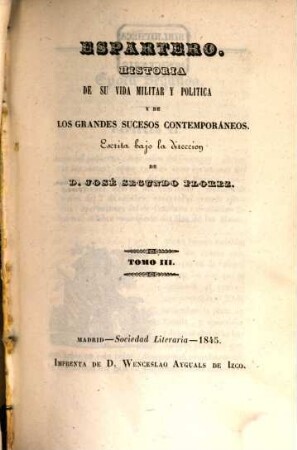 ESPARTERO.
HISTORIA
DE SU VIDA MILITAR Y POLITICA
Y DE
LOS GRANDES SUCESOS CONTEMPORÁNEOS.
Escrita bajo la direccion
DE
D. JOSÉ SEGUNDO FLOREZ.
TOMO III.
MADRID—Sociedad Literaria—1845.
IMPRENTA DE D. WENCESLAO AYGUALS DE IZCO.